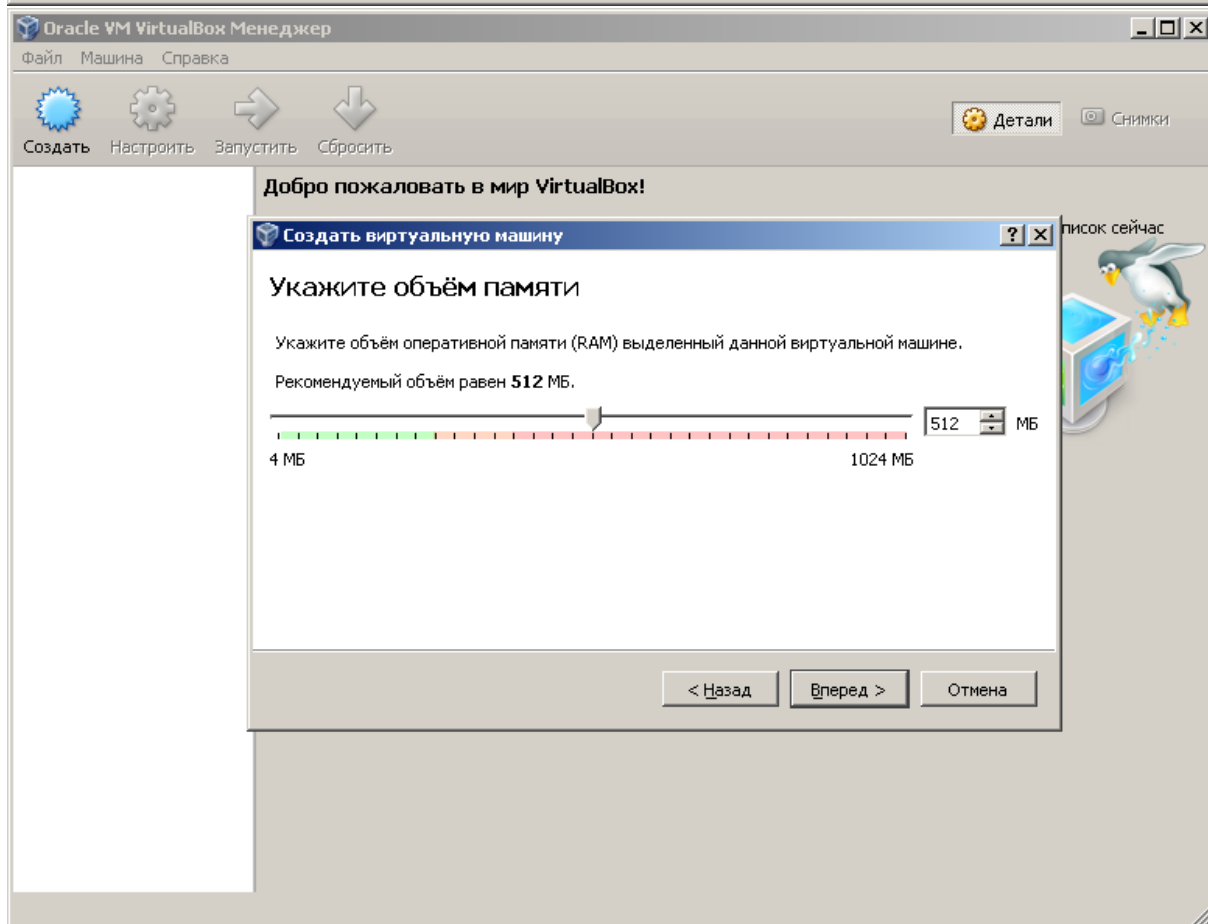 Oracle VM VirtualBox Менеджер
Файл Машина Справка
Создать Настроить Запустить Сбросить
Детали Снимки
Добро пожаловать в мир VirtualBox!
писок сейчас
Создать виртуальную машину
Укажите объём памяти
Укажите объём оперативной памяти (RAM) выделенный данной виртуальной машине.
Рекомендуемый объём равен 512 МБ.
512 МБ
4 МБ 1024 МБ
< Назад Вперед > Отмена